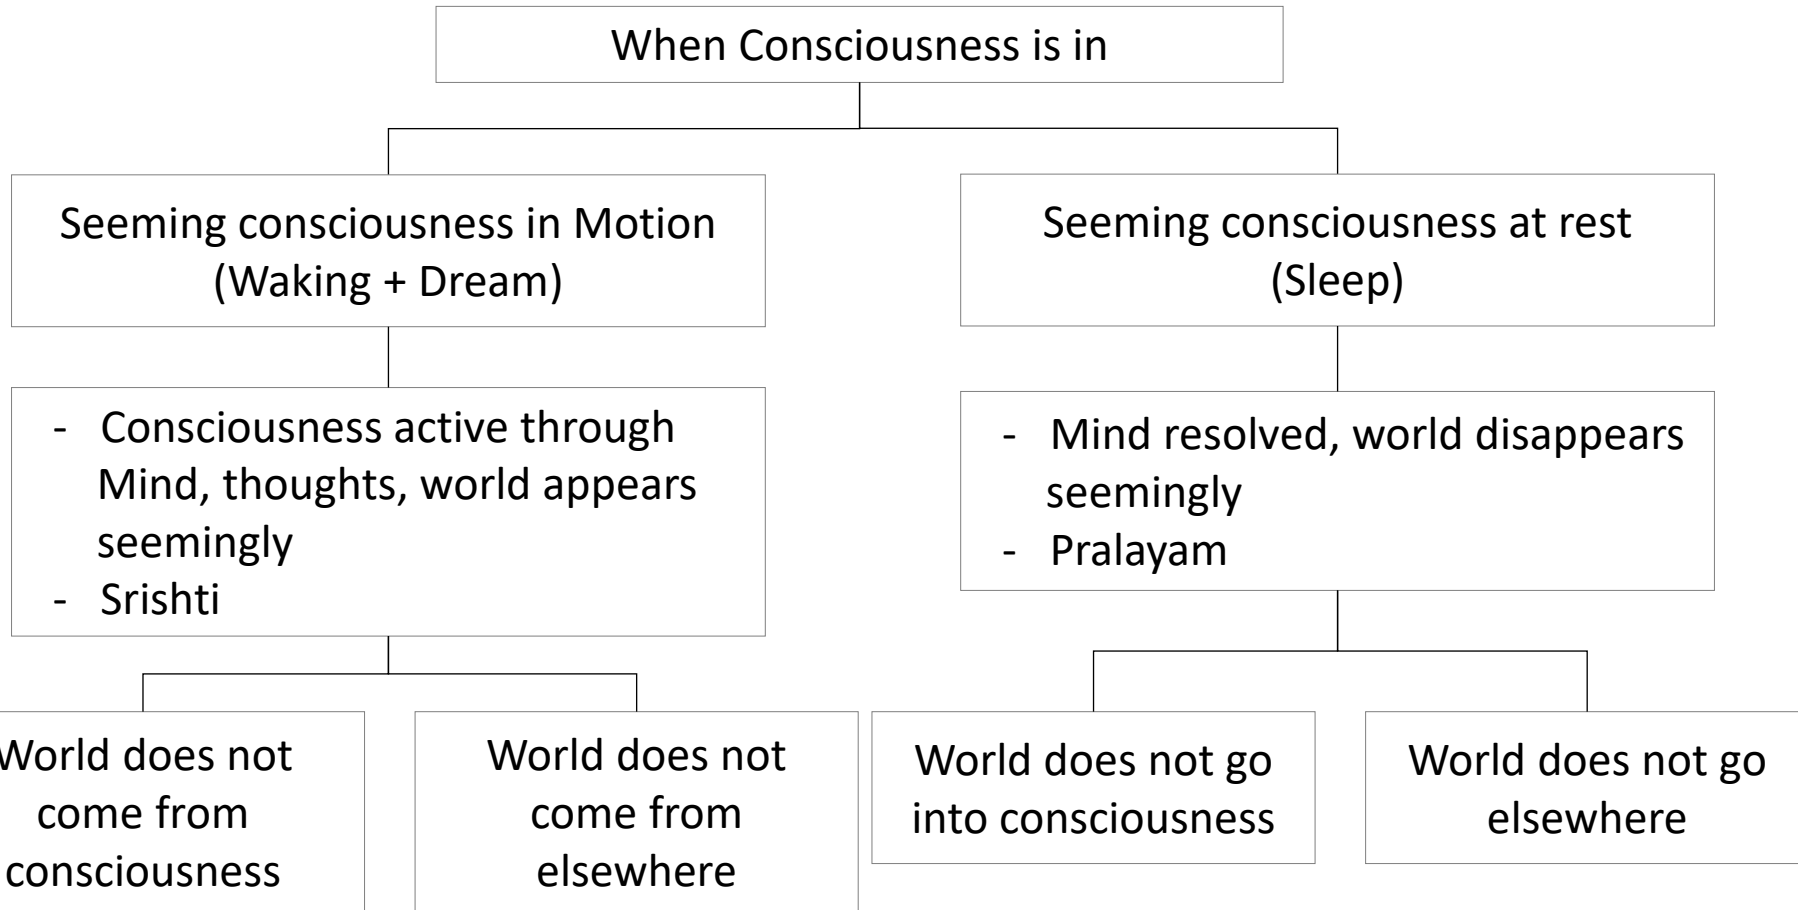 When Consciousness is in
Seeming consciousness in Motion
(Waking + Dream)
Seeming consciousness at rest
(Sleep)
- Consciousness active through
Mind, thoughts, world appears
seemingly
- Srishti
- Mind resolved, world disappears
seemingly
- Pralayam
World does not
come from
consciousness
World does not
come from
elsewhere
World does not go
into consciousness
World does not go
elsewhere